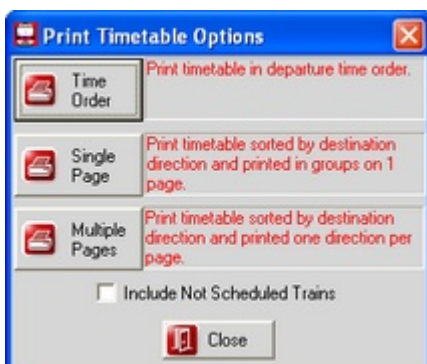 Print Timetable Options
Time
Order
Print timetable in departure time order.
Single
Page
Print timetable sorted by destination
direction and printed in groups on 1
page.
Multiple
Pages
Print timetable sorted by destination
direction and printed one direction per
page.
Include Not Scheduled Trains
Close